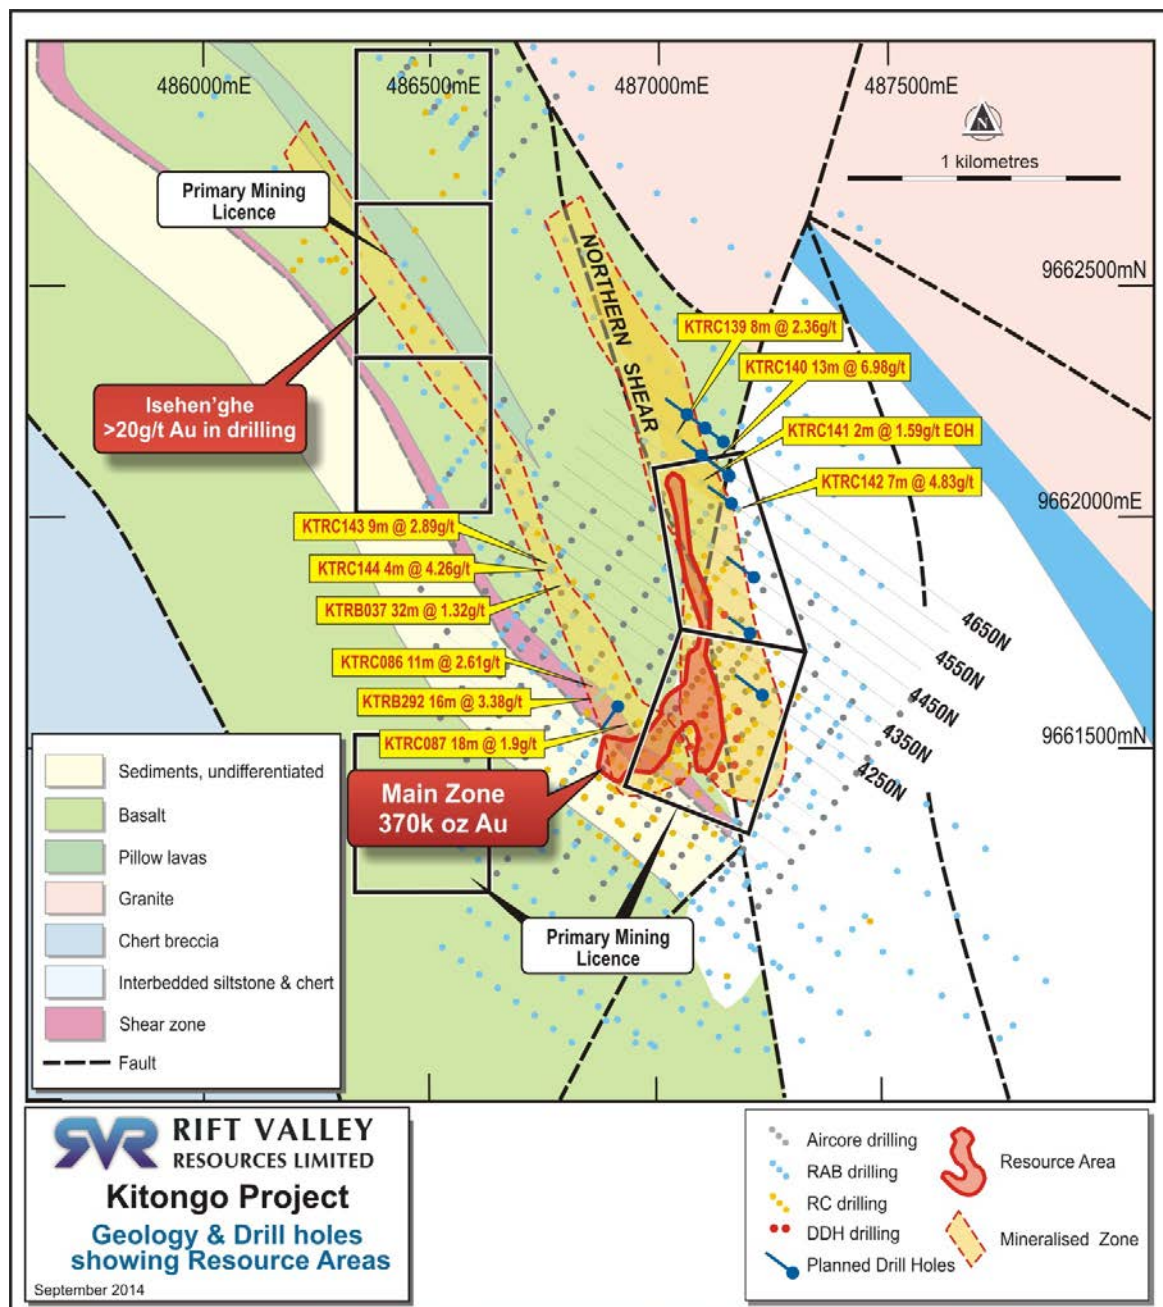 486000mE
486500mE
487000mE
487500mE
N
1 kilometres
Primary Mining
Licence
NORTHERN SHEAR
9662500mN
KTRC139 8m @ 2.36g/t
KTRC140 13m @ 6.98g/t
Isehen'ghe
>20g/t Au in drilling
KTRC141 2m @ 1.59g/t EOH
KTRC142 7m @ 4.83g/t
9662000mE
KTRC143 9m @ 2.89g/t
KTRC144 4m @ 4.26g/t
KTRB037 32m @ 1.32g/t
4650N
4550N
4450N
4350N
4250N
KTRC086 11m @ 2.61g/t
KTRB292 16m @ 3.38g/t
KTRC087 18m @ 1.9g/t
9661500mN
Main Zone
370k oz Au
Primary Mining
Licence
Sediments, undifferentiated
Basalt
Pillow lavas
Granite
Chert breccia
Interbedded siltstone & chert
Shear zone
Fault
RIFT VALLEY
RESOURCES LIMITED
Kitongo Project
Geology & Drill holes
showing Resource Areas
September 2014
Aircore drilling
RAB drilling
RC drilling
DDH drilling
Planned Drill Holes
Resource Area
Mineralised Zone